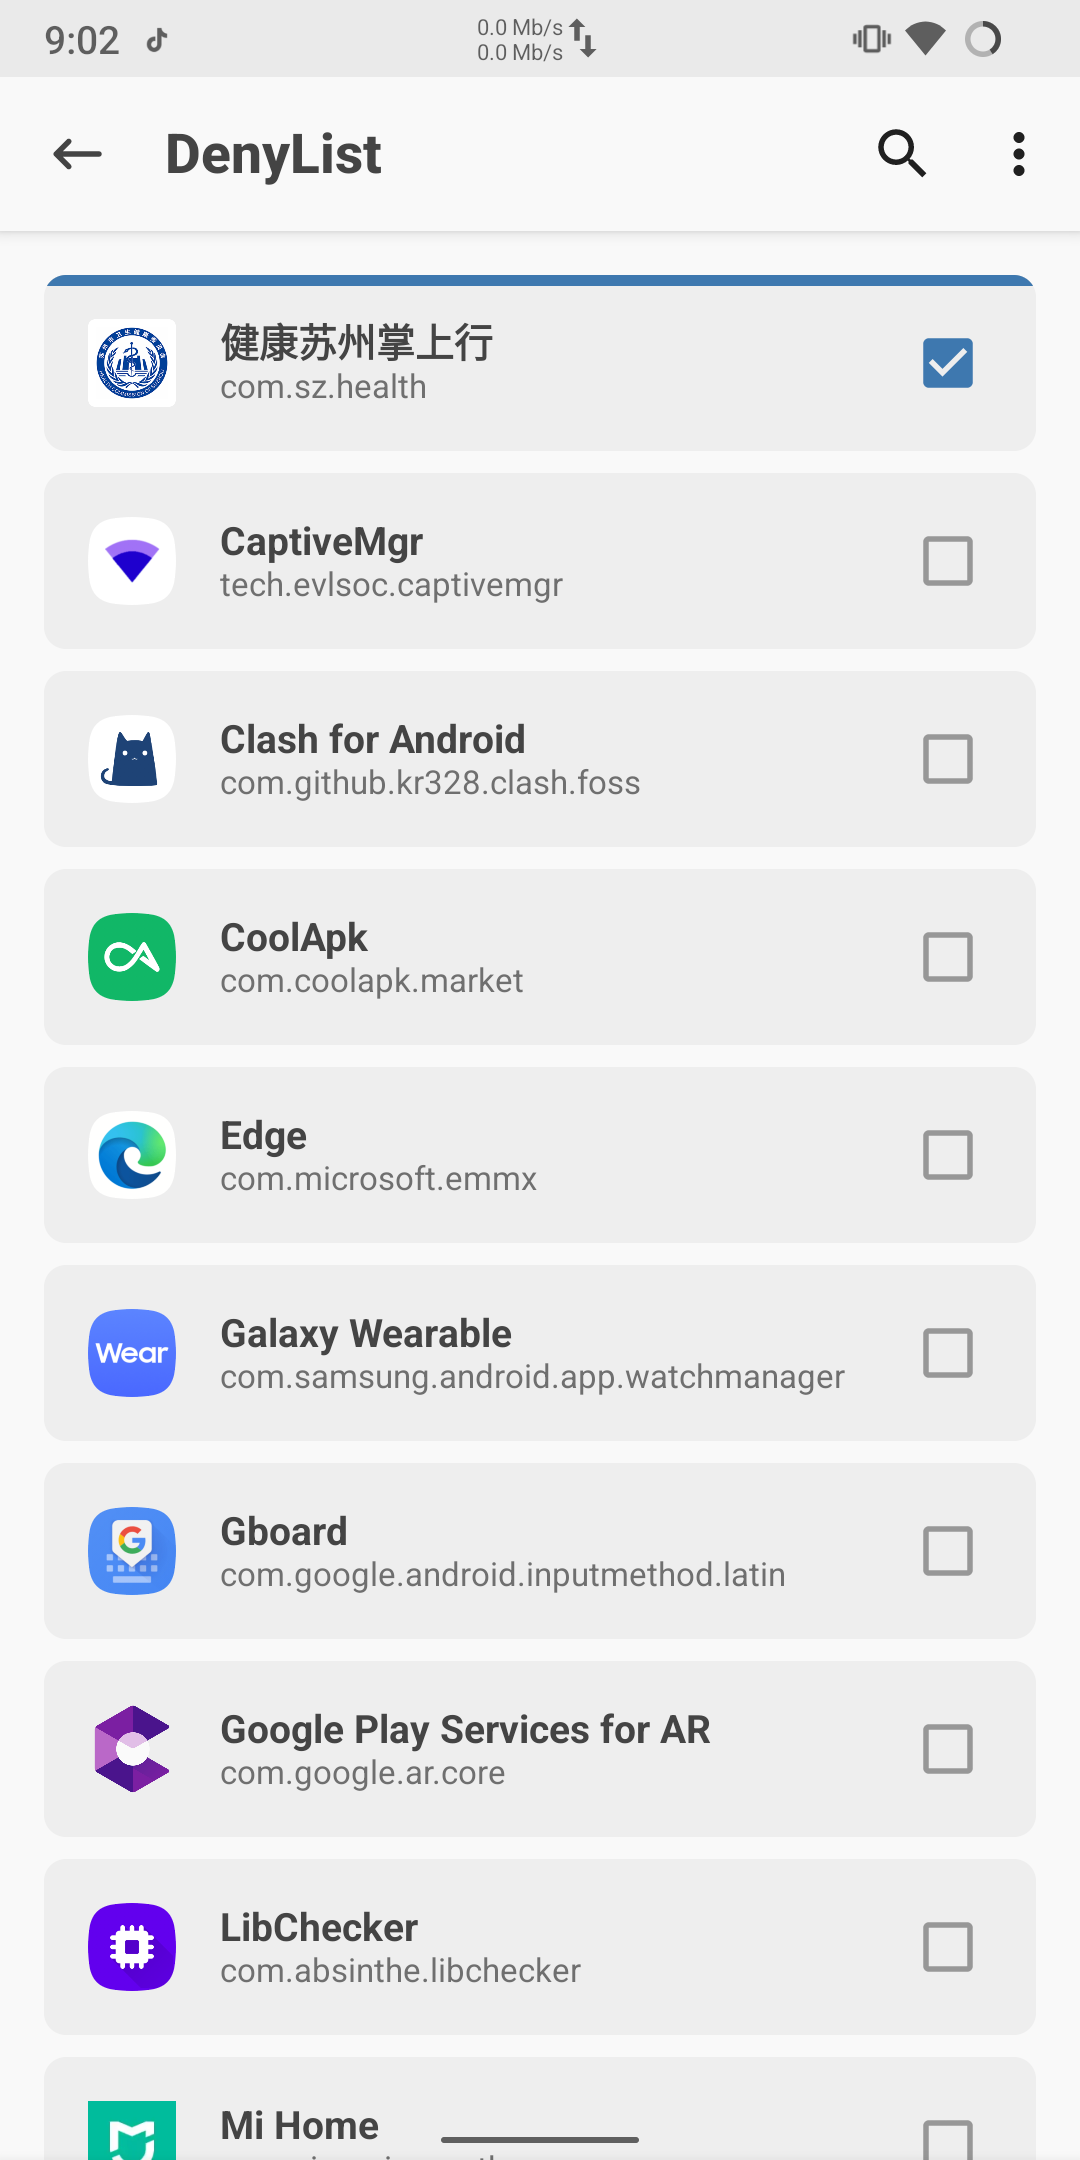 9:02
0.0 Mb/s
0.0 Mb/s
DenyList
健康苏州掌上行
com.sz.health
CaptiveMgr
tech.evlsoc.captivemgr
Clash for Android
com.github.kr328.clash.foss
CoolApk
com.coolapk.market
Edge
com.microsoft.emmx
Wear
Galaxy Wearable
com.samsung.android.app.watchmanager
Gboard
com.google.android.inputmethod.latin
Google Play Services for AR
com.google.ar.core
LibChecker
com.absinthe.libchecker
Mi Home